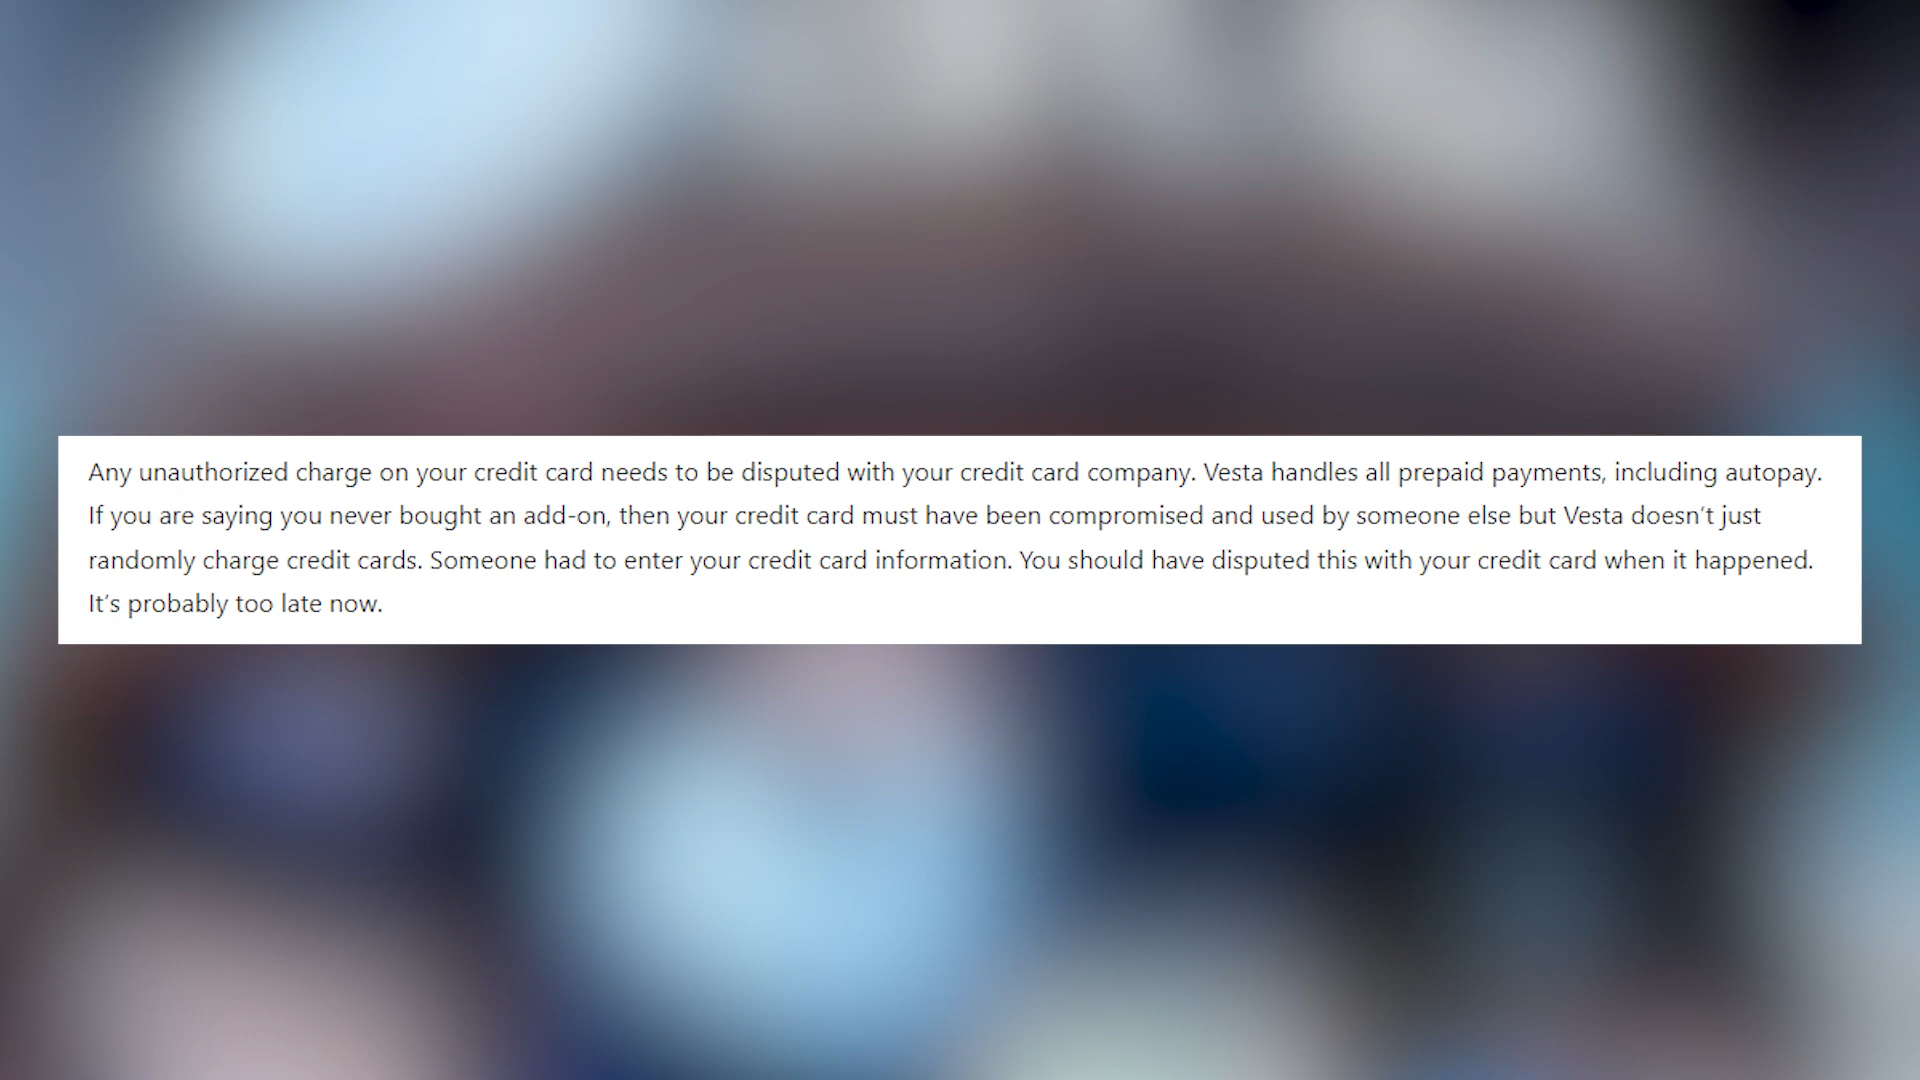 Any unauthorized charge on your credit card needs to be disputed with your credit card company. Vesta handles all prepaid payments, including autopay.
If you are saying you never bought an add-on, then your credit card must have been compromised and used by someone else but Vesta doesn’t just
randomly charge credit cards. Someone had to enter your credit card information. You should have disputed this with your credit card when it happened.
It’s probably too late now.